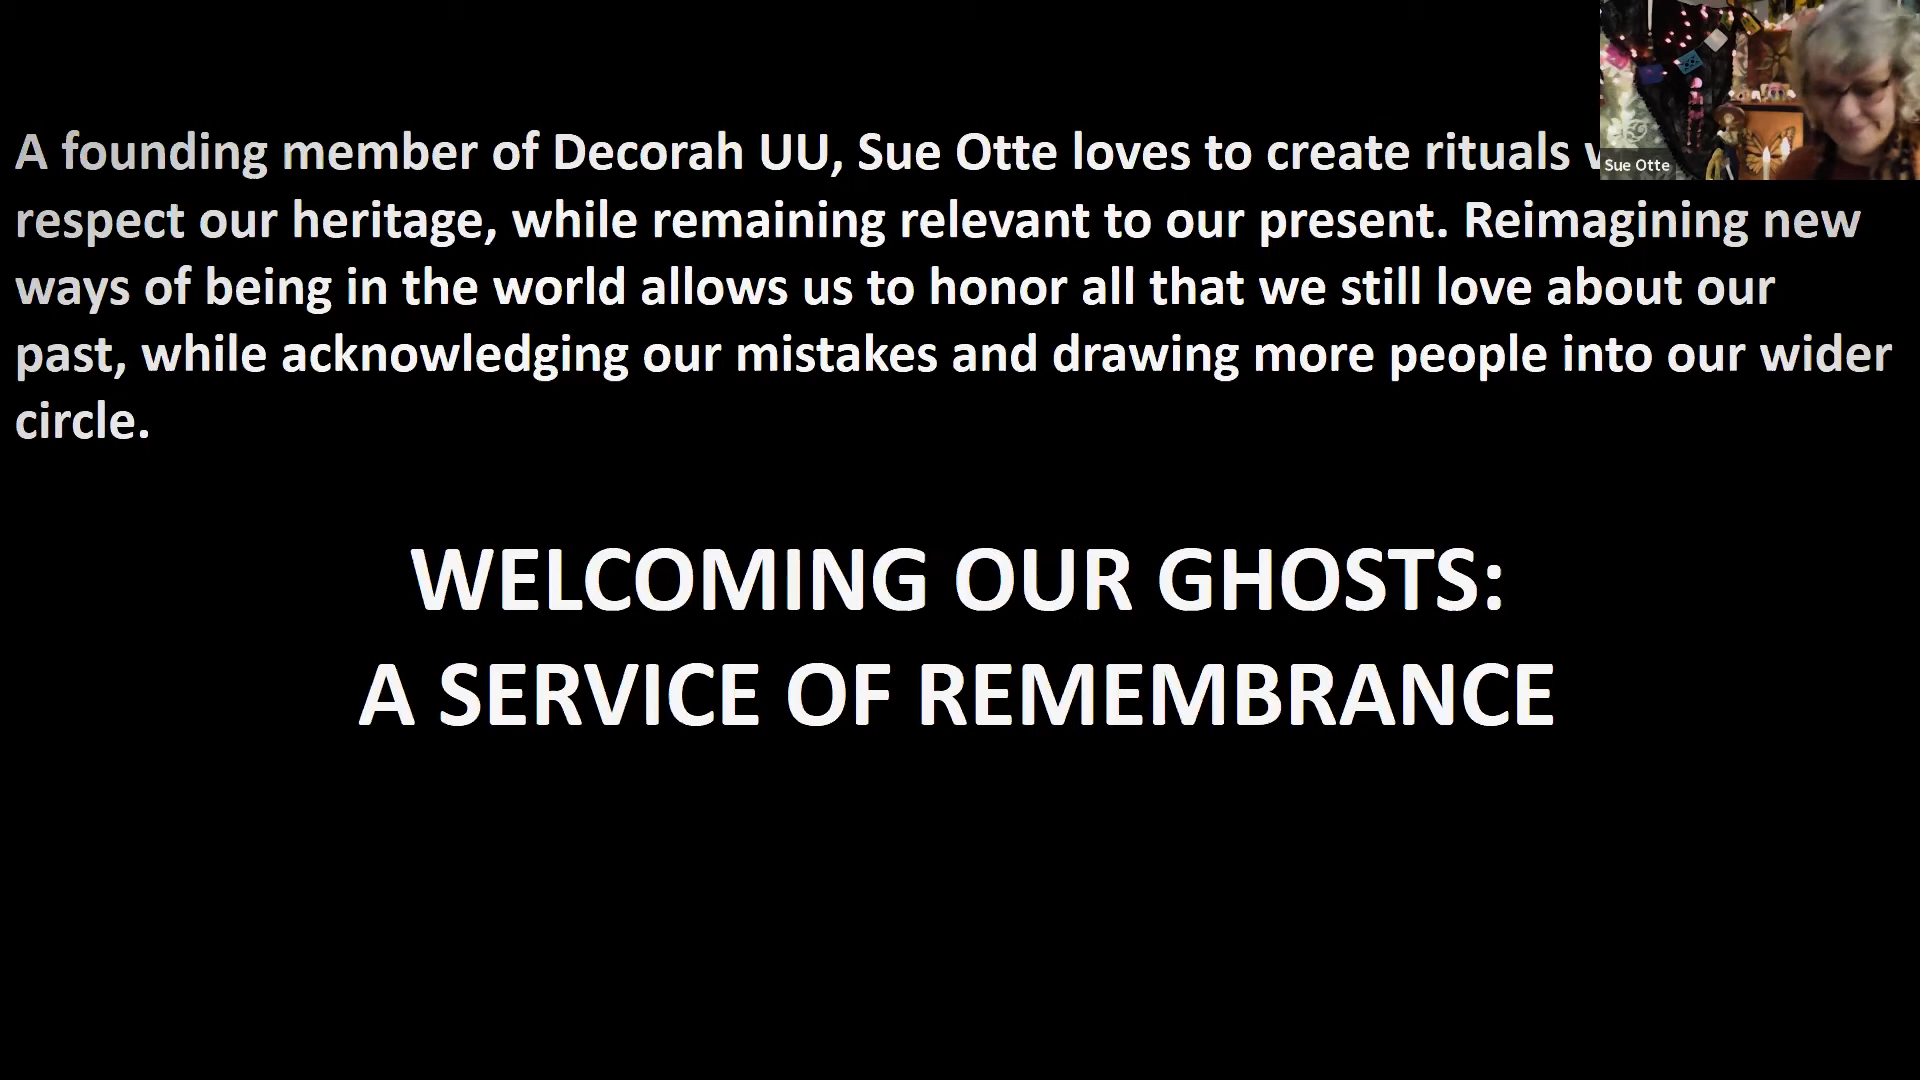 A founding member of Decorah UU, Sue Otte loves to create rituals
Sue Otte
respect our heritage, while remaining relevant to our present. Reimagining new
ways of being in the world allows us to honor all that we still love about our
past, while acknowledging our mistakes and drawing more people into our wider
circle.
WELCOMING OUR GHOSTS:
A SERVICE OF REMEMBRANCE